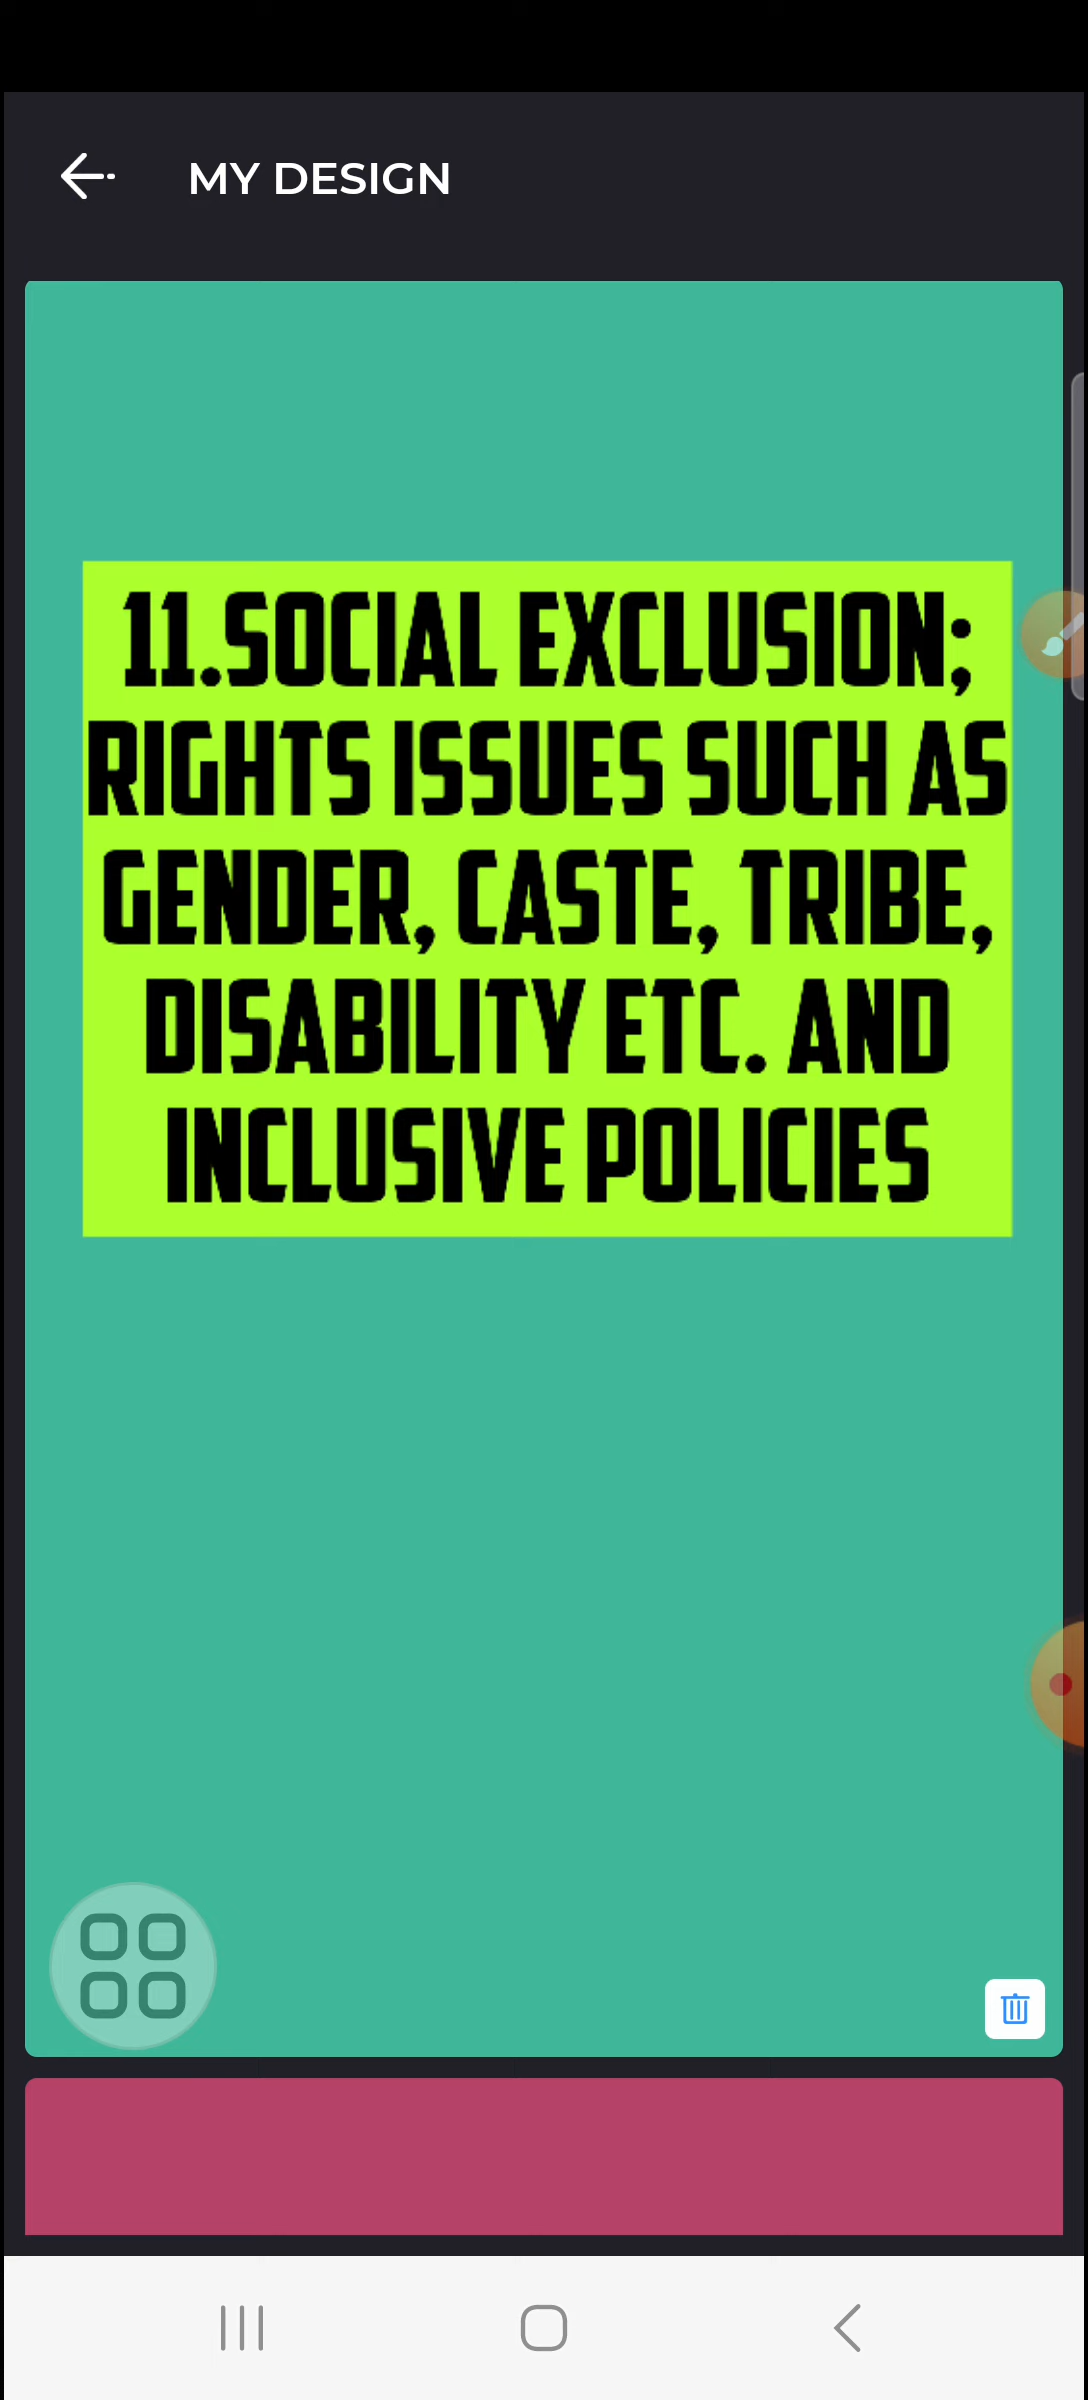 MY DESIGN
11.SOCIAL EXCLUSION;
RIGHTS ISSUES SUCH AS
GENDER, CASTE, TRIBE,
DISABILITY ETC. AND
INCLUSIVE POLICIES